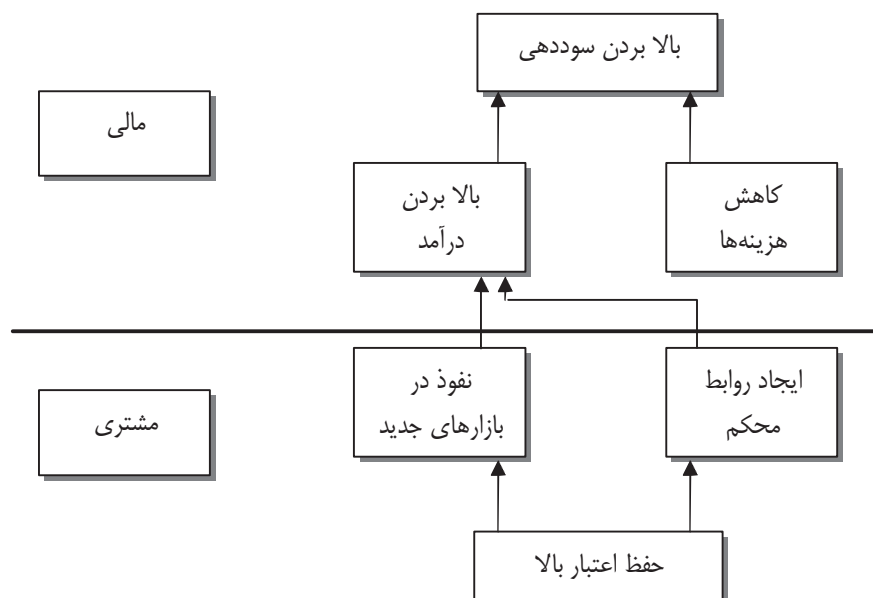 بالا بردن سوددهی
مالی
بالا بردن
درآمد
کاهش
هزینه‌ها
نفوذ در
بازارهای جدید
ایجاد روابط
محکم
مشتری
حفظ اعتبار بالا